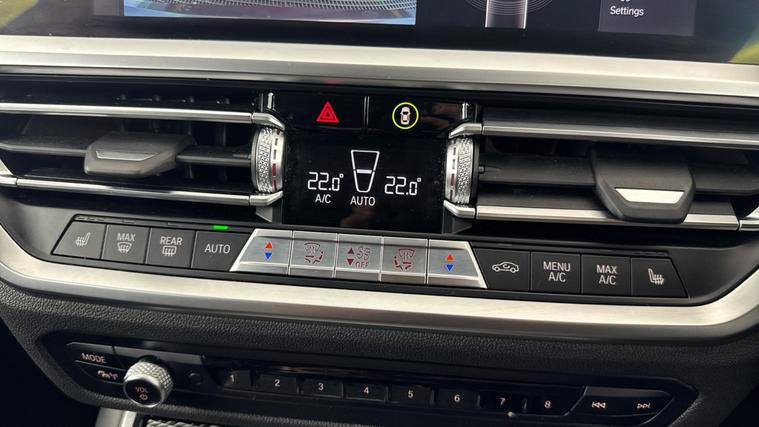 Settings
22.0 22.0
A/C AUTO
MAX REAR AUTO OFF MENU A/C MAX A/C
MODE
VOL
1 2 3 4 5 6 7 8